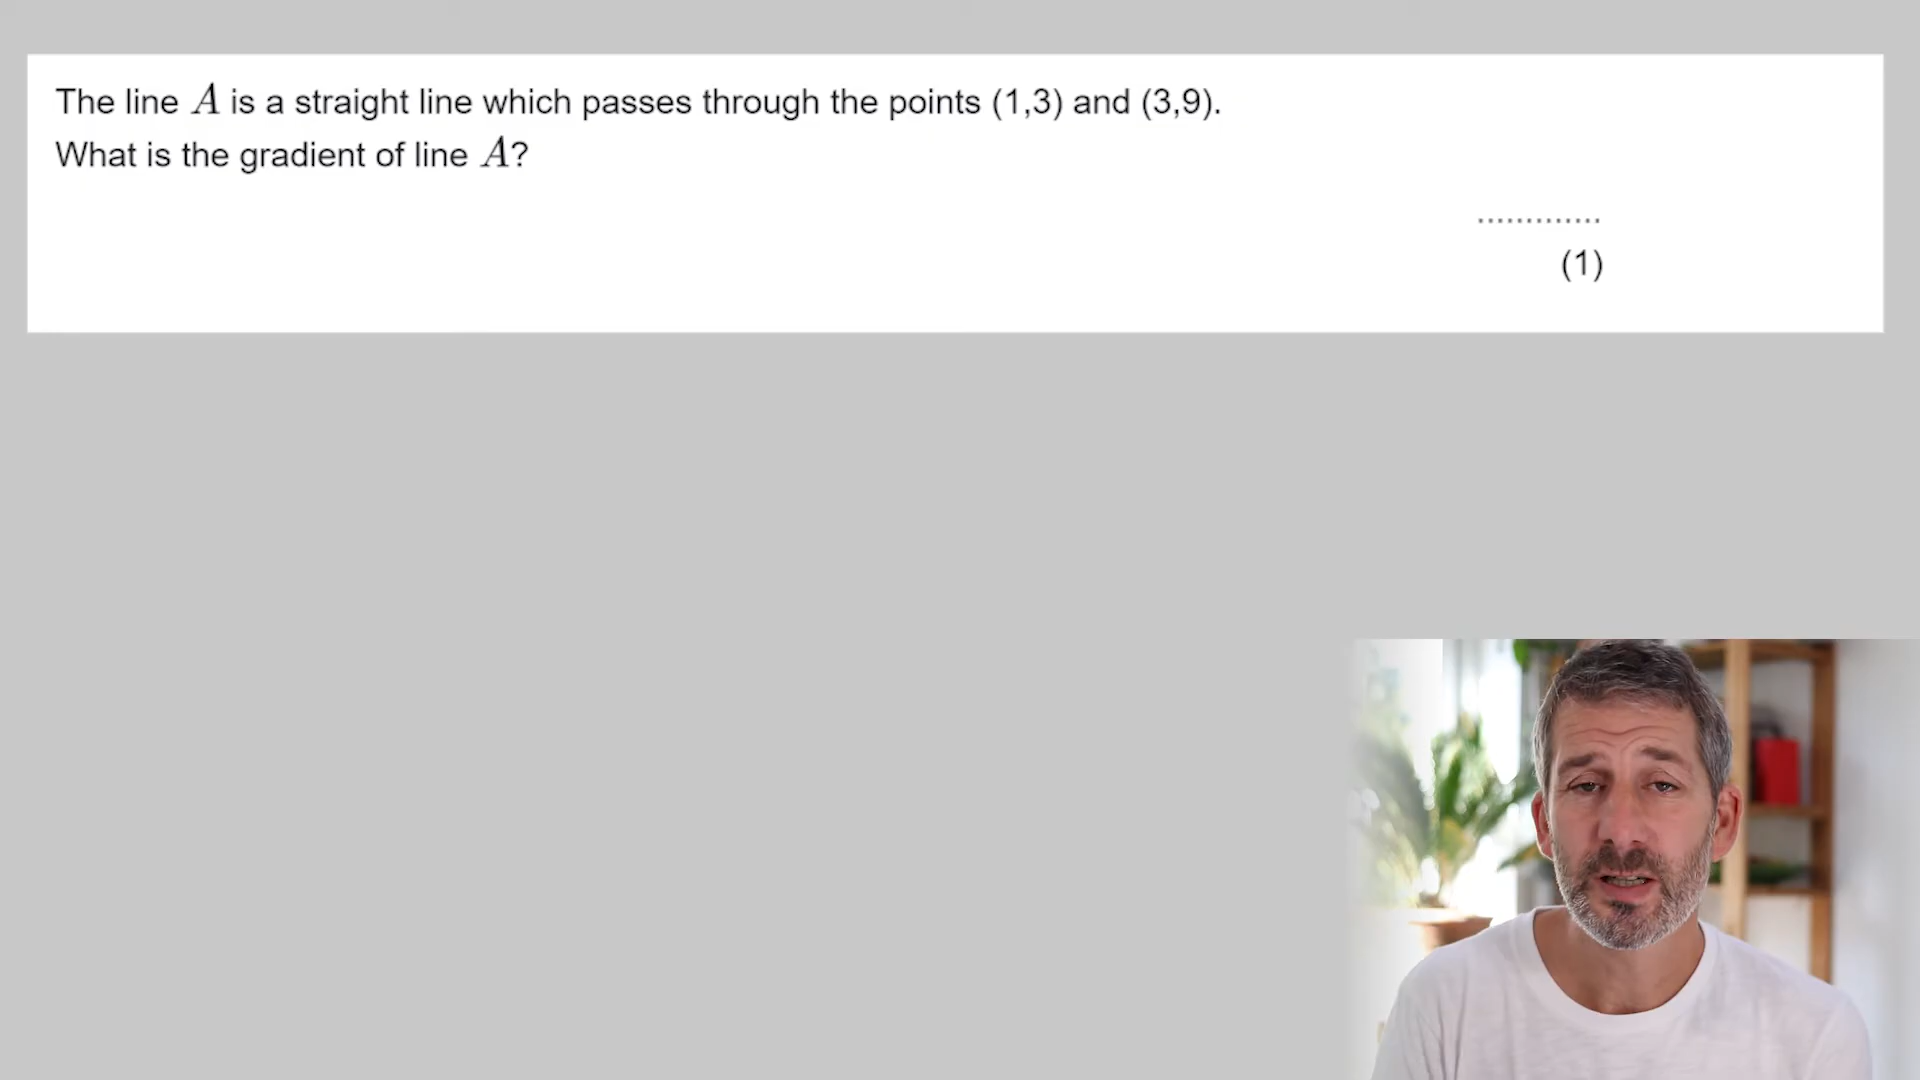 The line A is a straight line which passes through the points (1,3) and (3,9).
What is the gradient of line A?
.............
(1)